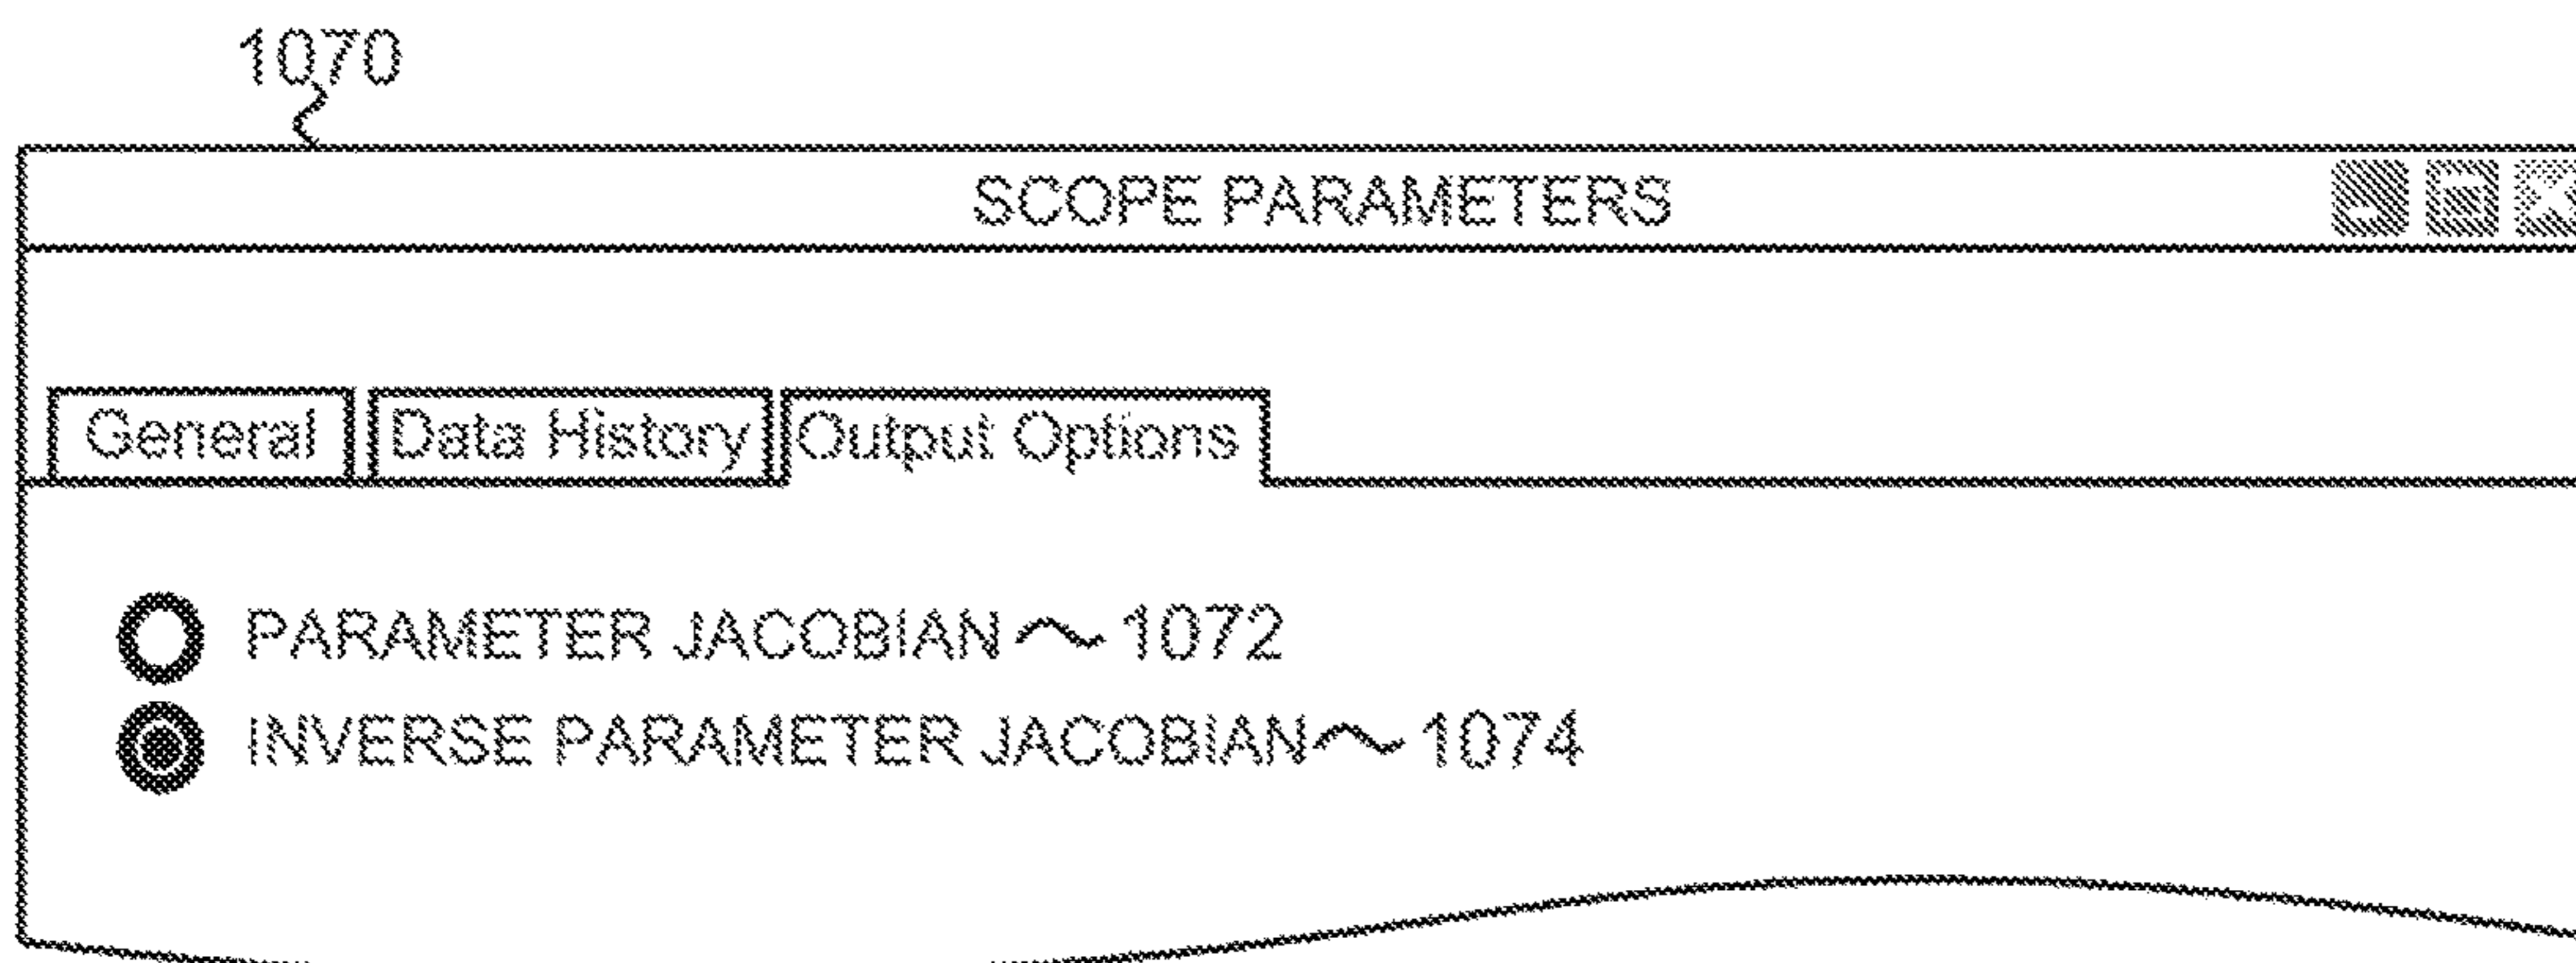 1070
SCOPE PARAMETERS
General Data History Output Options
PARAMETER JACOBIAN 1072
INVERSE PARAMETER JACOBIAN 1074